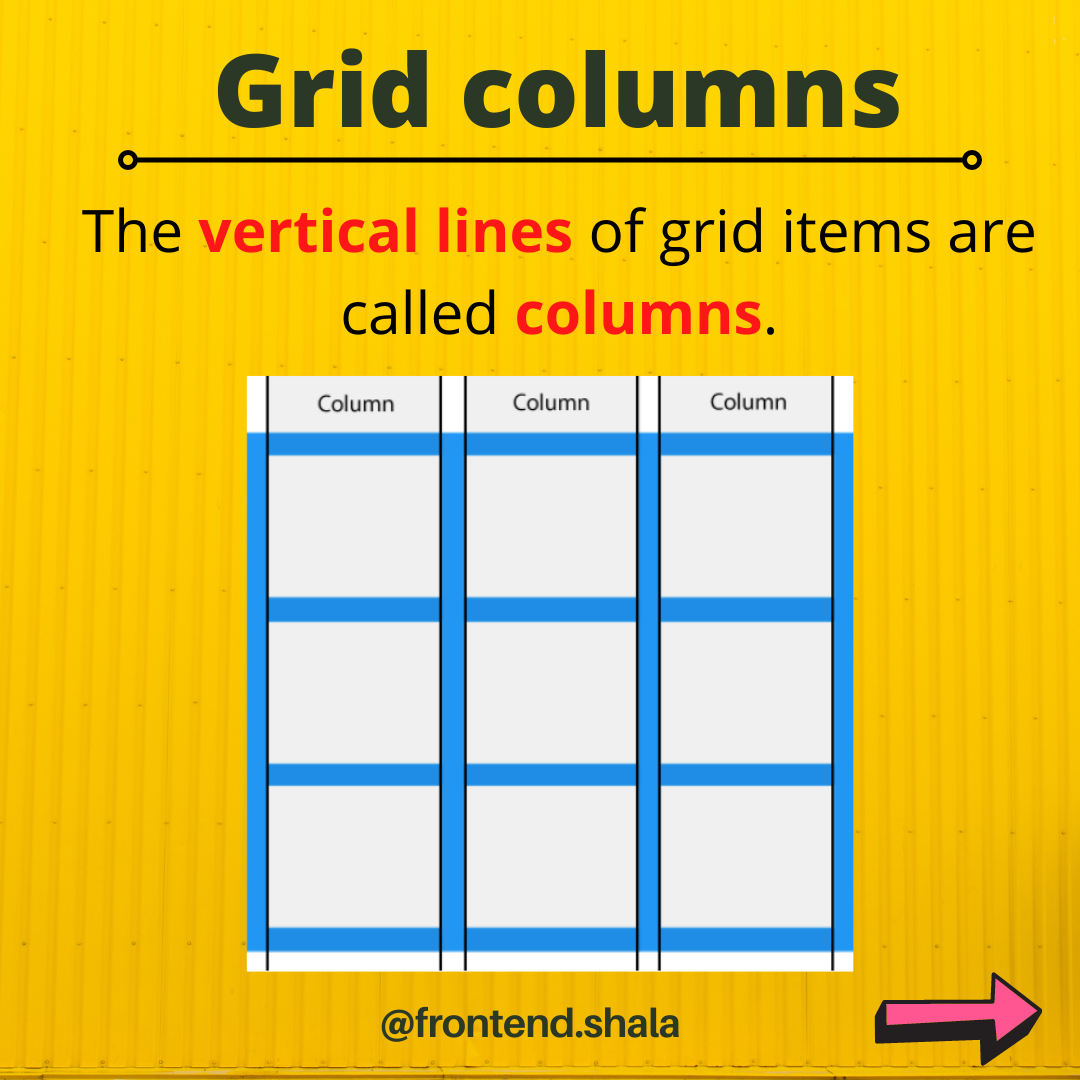 Grid columns
The vertical lines of grid items are
called columns.
Column Column Column
@frontend.shala